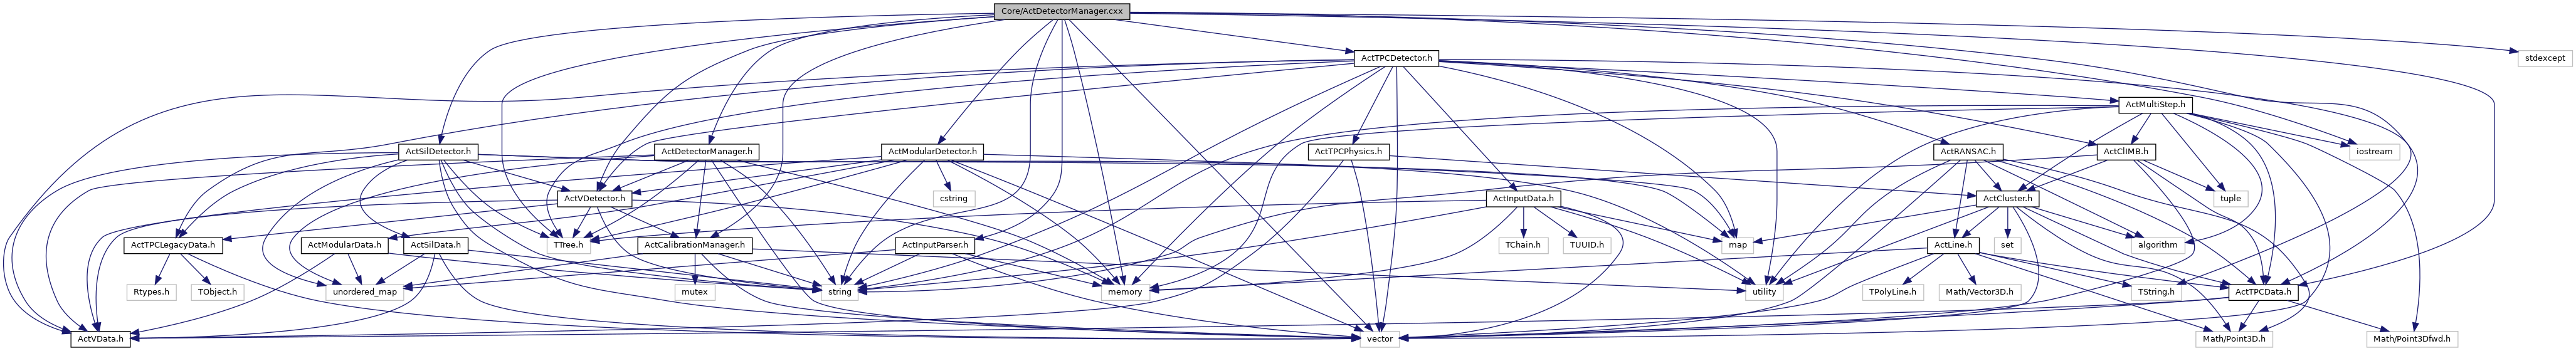 Core/ActDetectorManager.cxx
ActTPCDetector.h
stdexcept
ActMultiStep.h
ActSilDetector.h
ActDetectorManager.h
ActModularDetector.h
ActTPCPhysics.h
ActRANSAC.h
ActClIMB.h
iostream
ActVDetector.h
cstring
ActInputData.h
ActCluster.h
tuple
ActTPCLegacyData.h
ActModularData.h
ActSilData.h
TTree.h
ActCalibrationManager.h
ActInputParser.h
TChain.h
TUUID.h
map
ActLine.h
set
algorithm
Rtypes.h
TObject.h
unordered_map
mutex
string
memory
utility
TPolyLine.h
Math/Vector3D.h
TString.h
ActTPCData.h
ActVData.h
vector
Math/Point3D.h
Math/Point3Dfwd.h